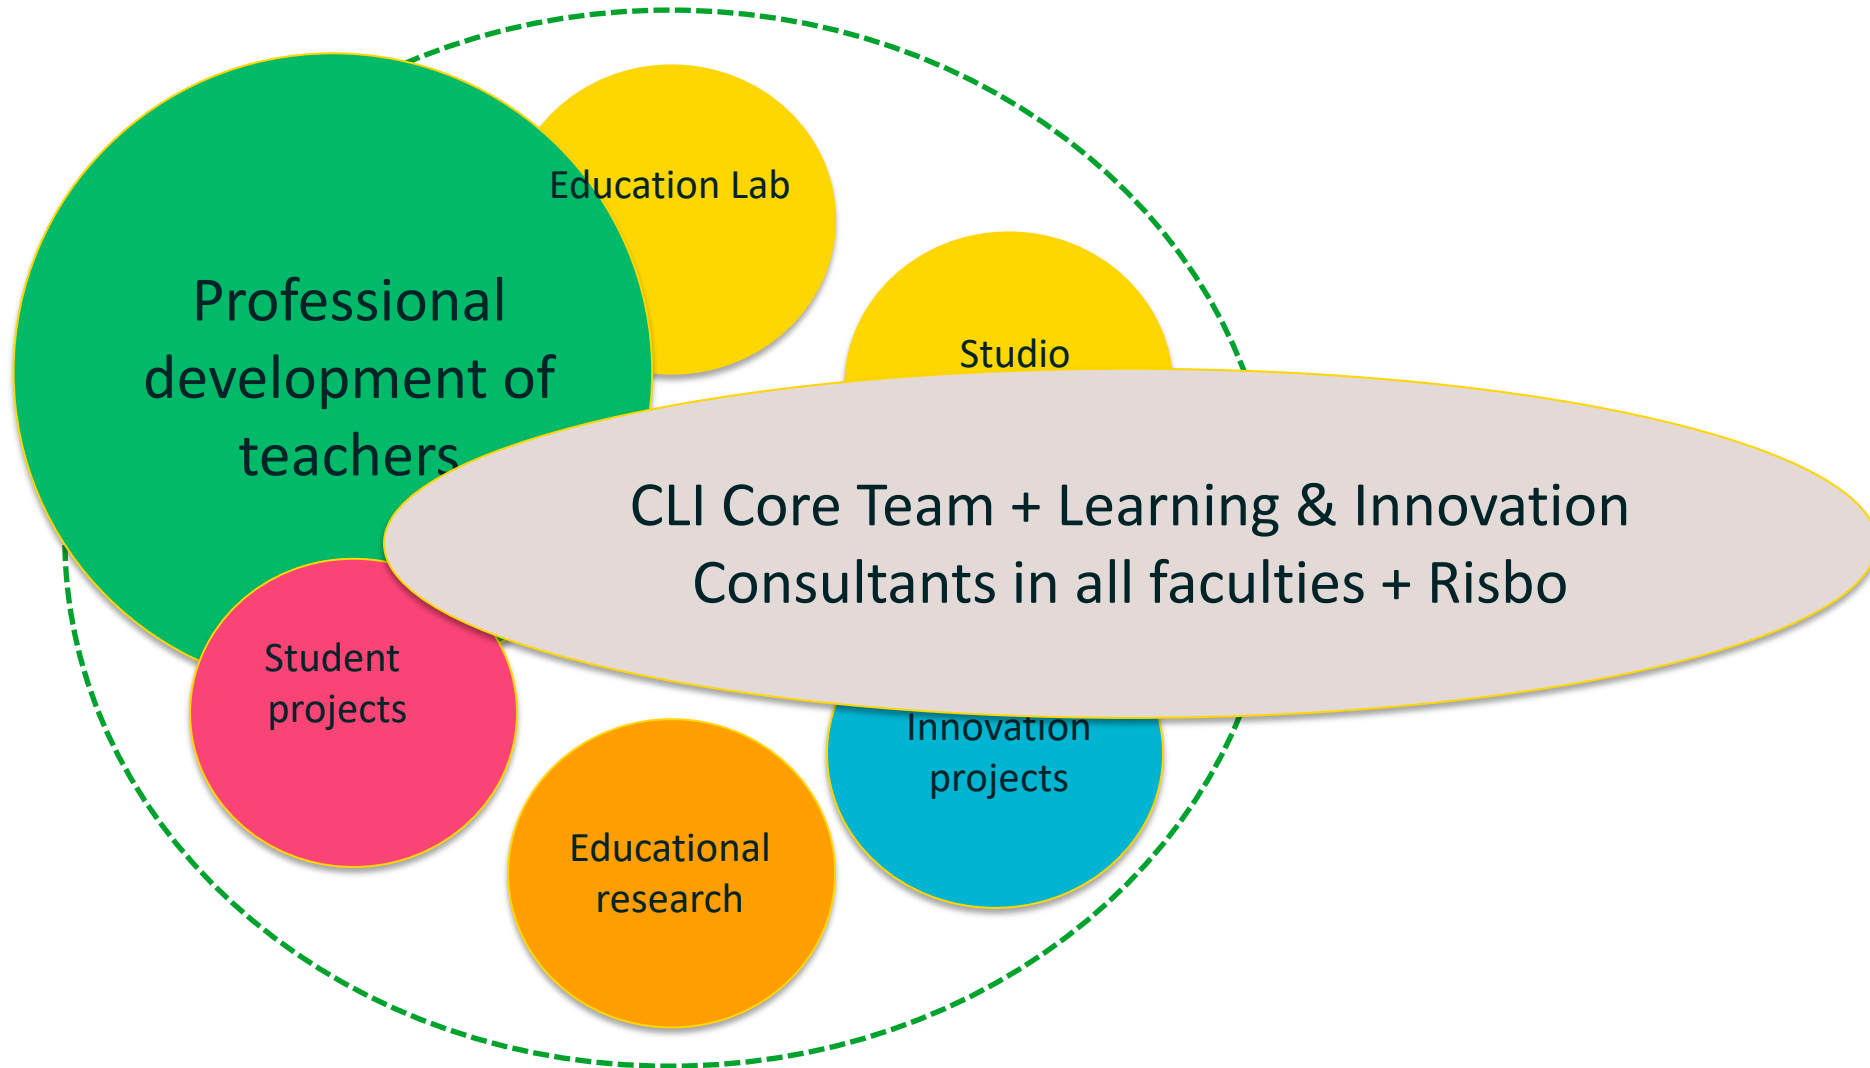 Education Lab
Professional
development of
teachers
Studio
CLI Core Team + Learning & Innovation
Consultants in all faculties + Risbo
Student
projects
Innovation
projects
Educational
research